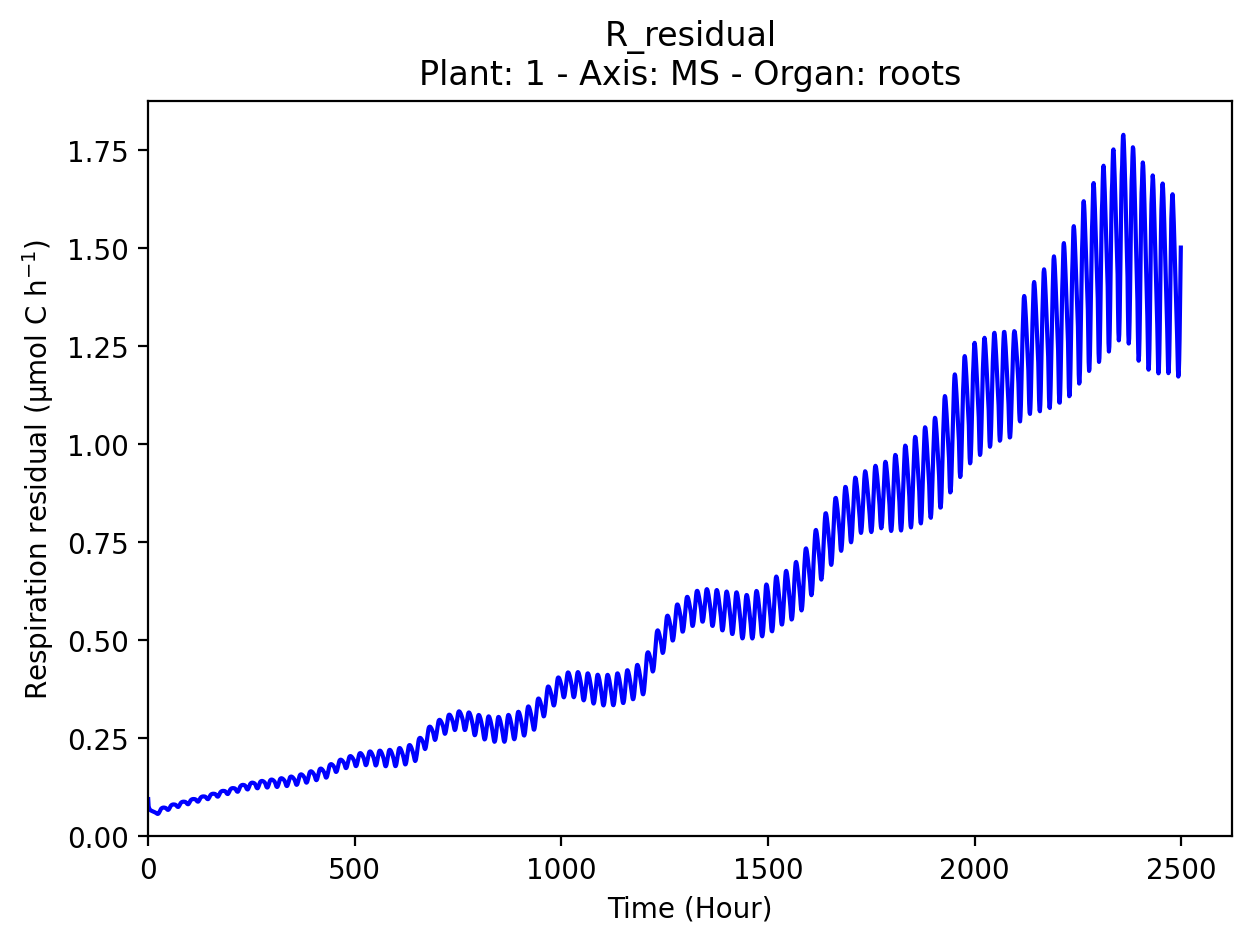 R_residual
Plant: 1 - Axis: MS - Organ: roots
Respiration residual (µmol C h⁻¹)
1.75
1.50
1.25
1.00
0.75
0.50
0.25
0.00
0 500 1000 1500 2000 2500
Time (Hour)